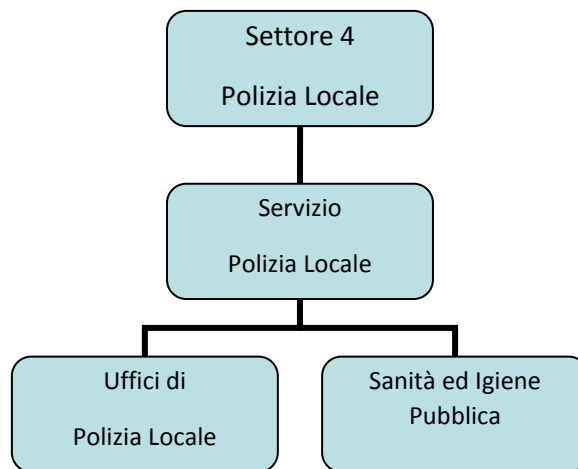 Settore 4
Polizia Locale
Servizio
Polizia Locale
Uffici di
Polizia Locale
Sanità ed Igiene
Pubblica